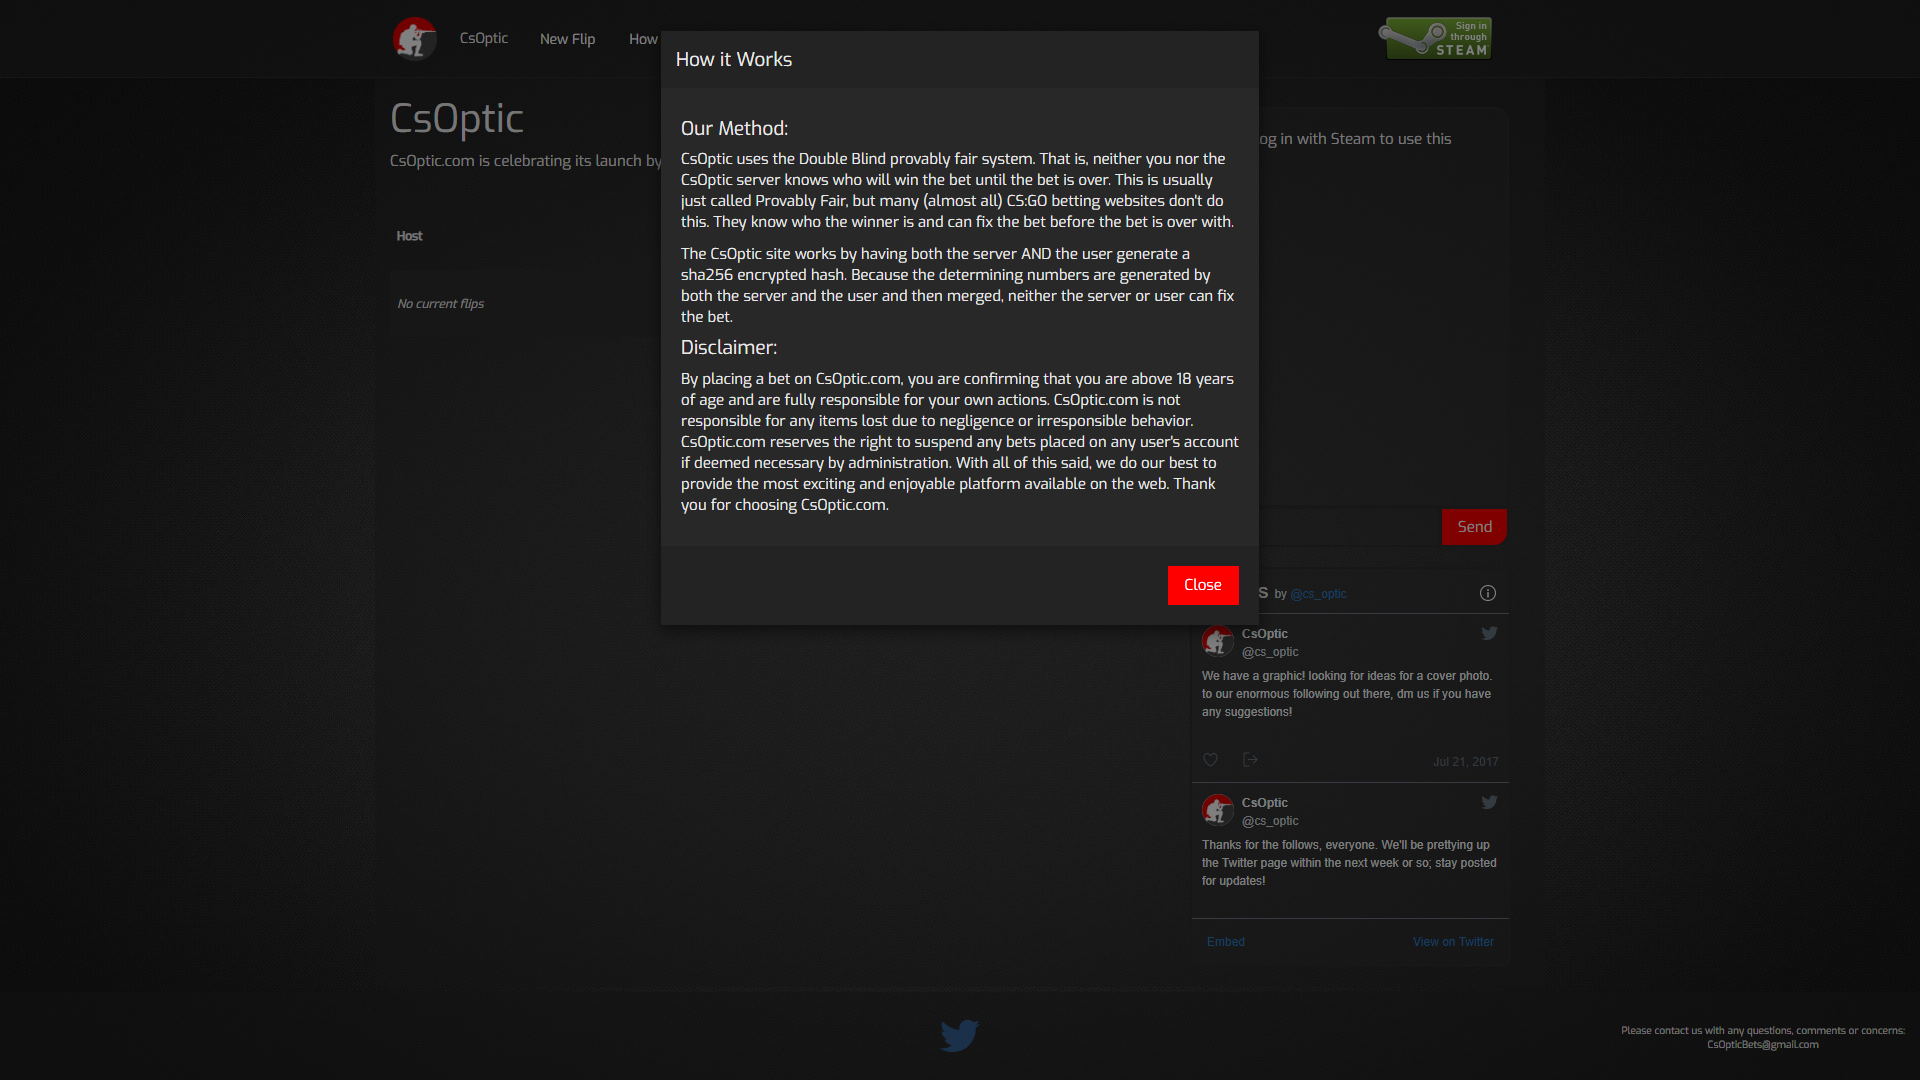 CsOptic
New Flip
How
Sign in
through
STEAM
How it Works
CsOptic
CsOptic.com is celebrating its launch by
Host
No current flips
Our Method:
CsOptic uses the Double Blind provably fair system. That is, neither you nor the
CsOptic server knows who will win the bet until the bet is over. This is usually
just called Provably Fair, but many (almost all) CS:GO betting websites don't do
this. They know who the winner is and can fix the bet before the bet is over with.
The CsOptic site works by having both the server AND the user generate a
sha256 encrypted hash. Because the determining numbers are generated by
both the server and the user and then merged, neither the server or user can fix
the bet.
Disclaimer:
By placing a bet on CsOptic.com, you are confirming that you are above 18 years
of age and are fully responsible for your own actions. CsOptic.com is not
responsible for any items lost due to negligence or irresponsible behavior.
CsOptic.com reserves the right to suspend any bets placed on any user's account
if deemed necessary by administration. With all of this said, we do our best to
provide the most exciting and enjoyable platform available on the web. Thank
you for choosing CsOptic.com.
Close
og in with Steam to use this
Send
s by @cs_optic
CsOptic
@cs_optic
We have a graphic! looking for ideas for a cover photo.
to our enormous following out there, dm us if you have
any suggestions!
Jul 21, 2017
CsOptic
@cs_optic
Thanks for the follows, everyone. We'll be prettying up
the Twitter page within the next week or so; stay posted
for updates!
Embed
View on Twitter
Please contact us with any questions, comments or concerns:
CsOpticBets@gmail.com